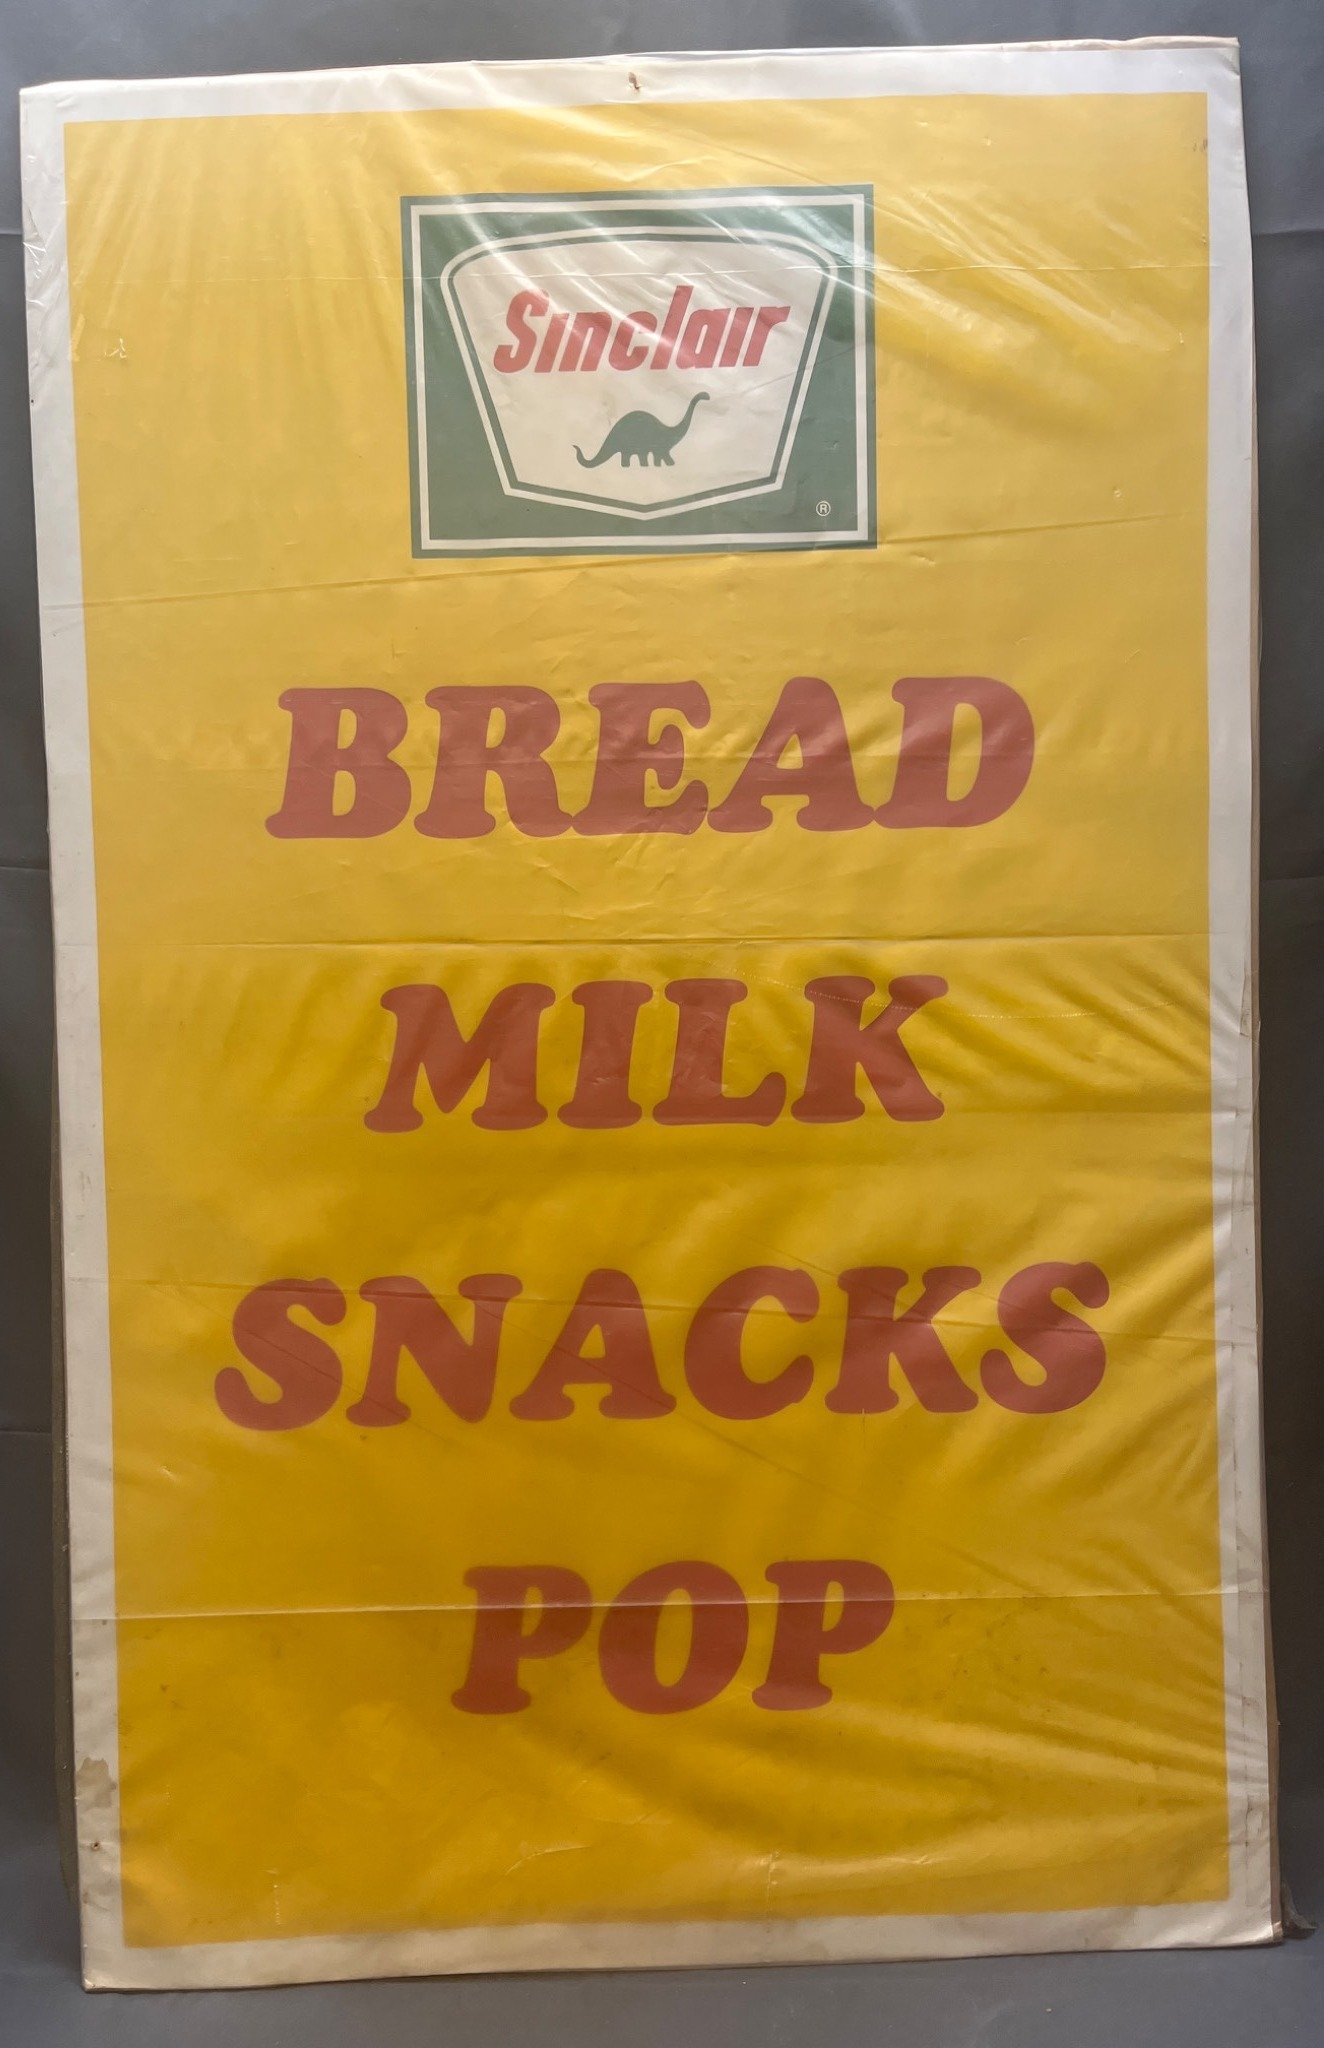 Sinclair
®
BREAD
MILK
SNACKS
POP